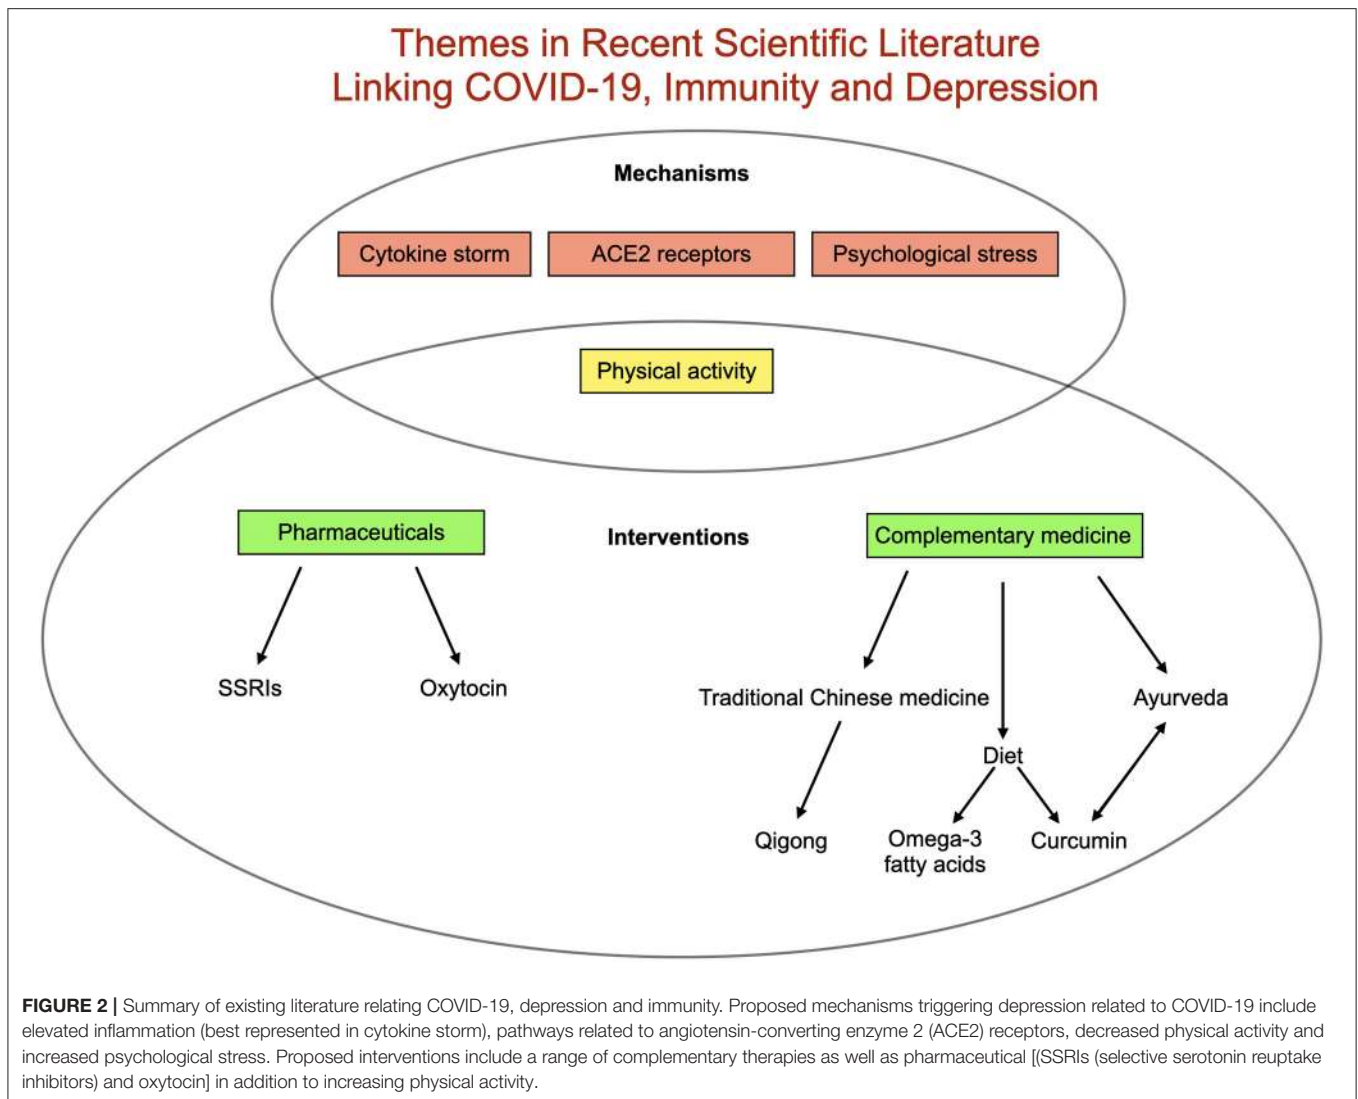 Themes in Recent Scientific Literature
Linking COVID-19, Immunity and Depression
Mechanisms
Cytokine storm
ACE2 receptors
Psychological stress
Physical activity
Pharmaceuticals
Interventions
Complementary medicine
SSRIs
Oxytocin
Traditional Chinese medicine
Ayurveda
Diet
Qigong
Omega-3
fatty acids
Curcumin
FIGURE 2 | Summary of existing literature relating COVID-19, depression and immunity. Proposed mechanisms triggering depression related to COVID-19 include
elevated inflammation (best represented in cytokine storm), pathways related to angiotensin-converting enzyme 2 (ACE2) receptors, decreased physical activity and
increased psychological stress. Proposed interventions include a range of complementary therapies as well as pharmaceutical [(SSRIs (selective serotonin reuptake
inhibitors) and oxytocin] in addition to increasing physical activity.